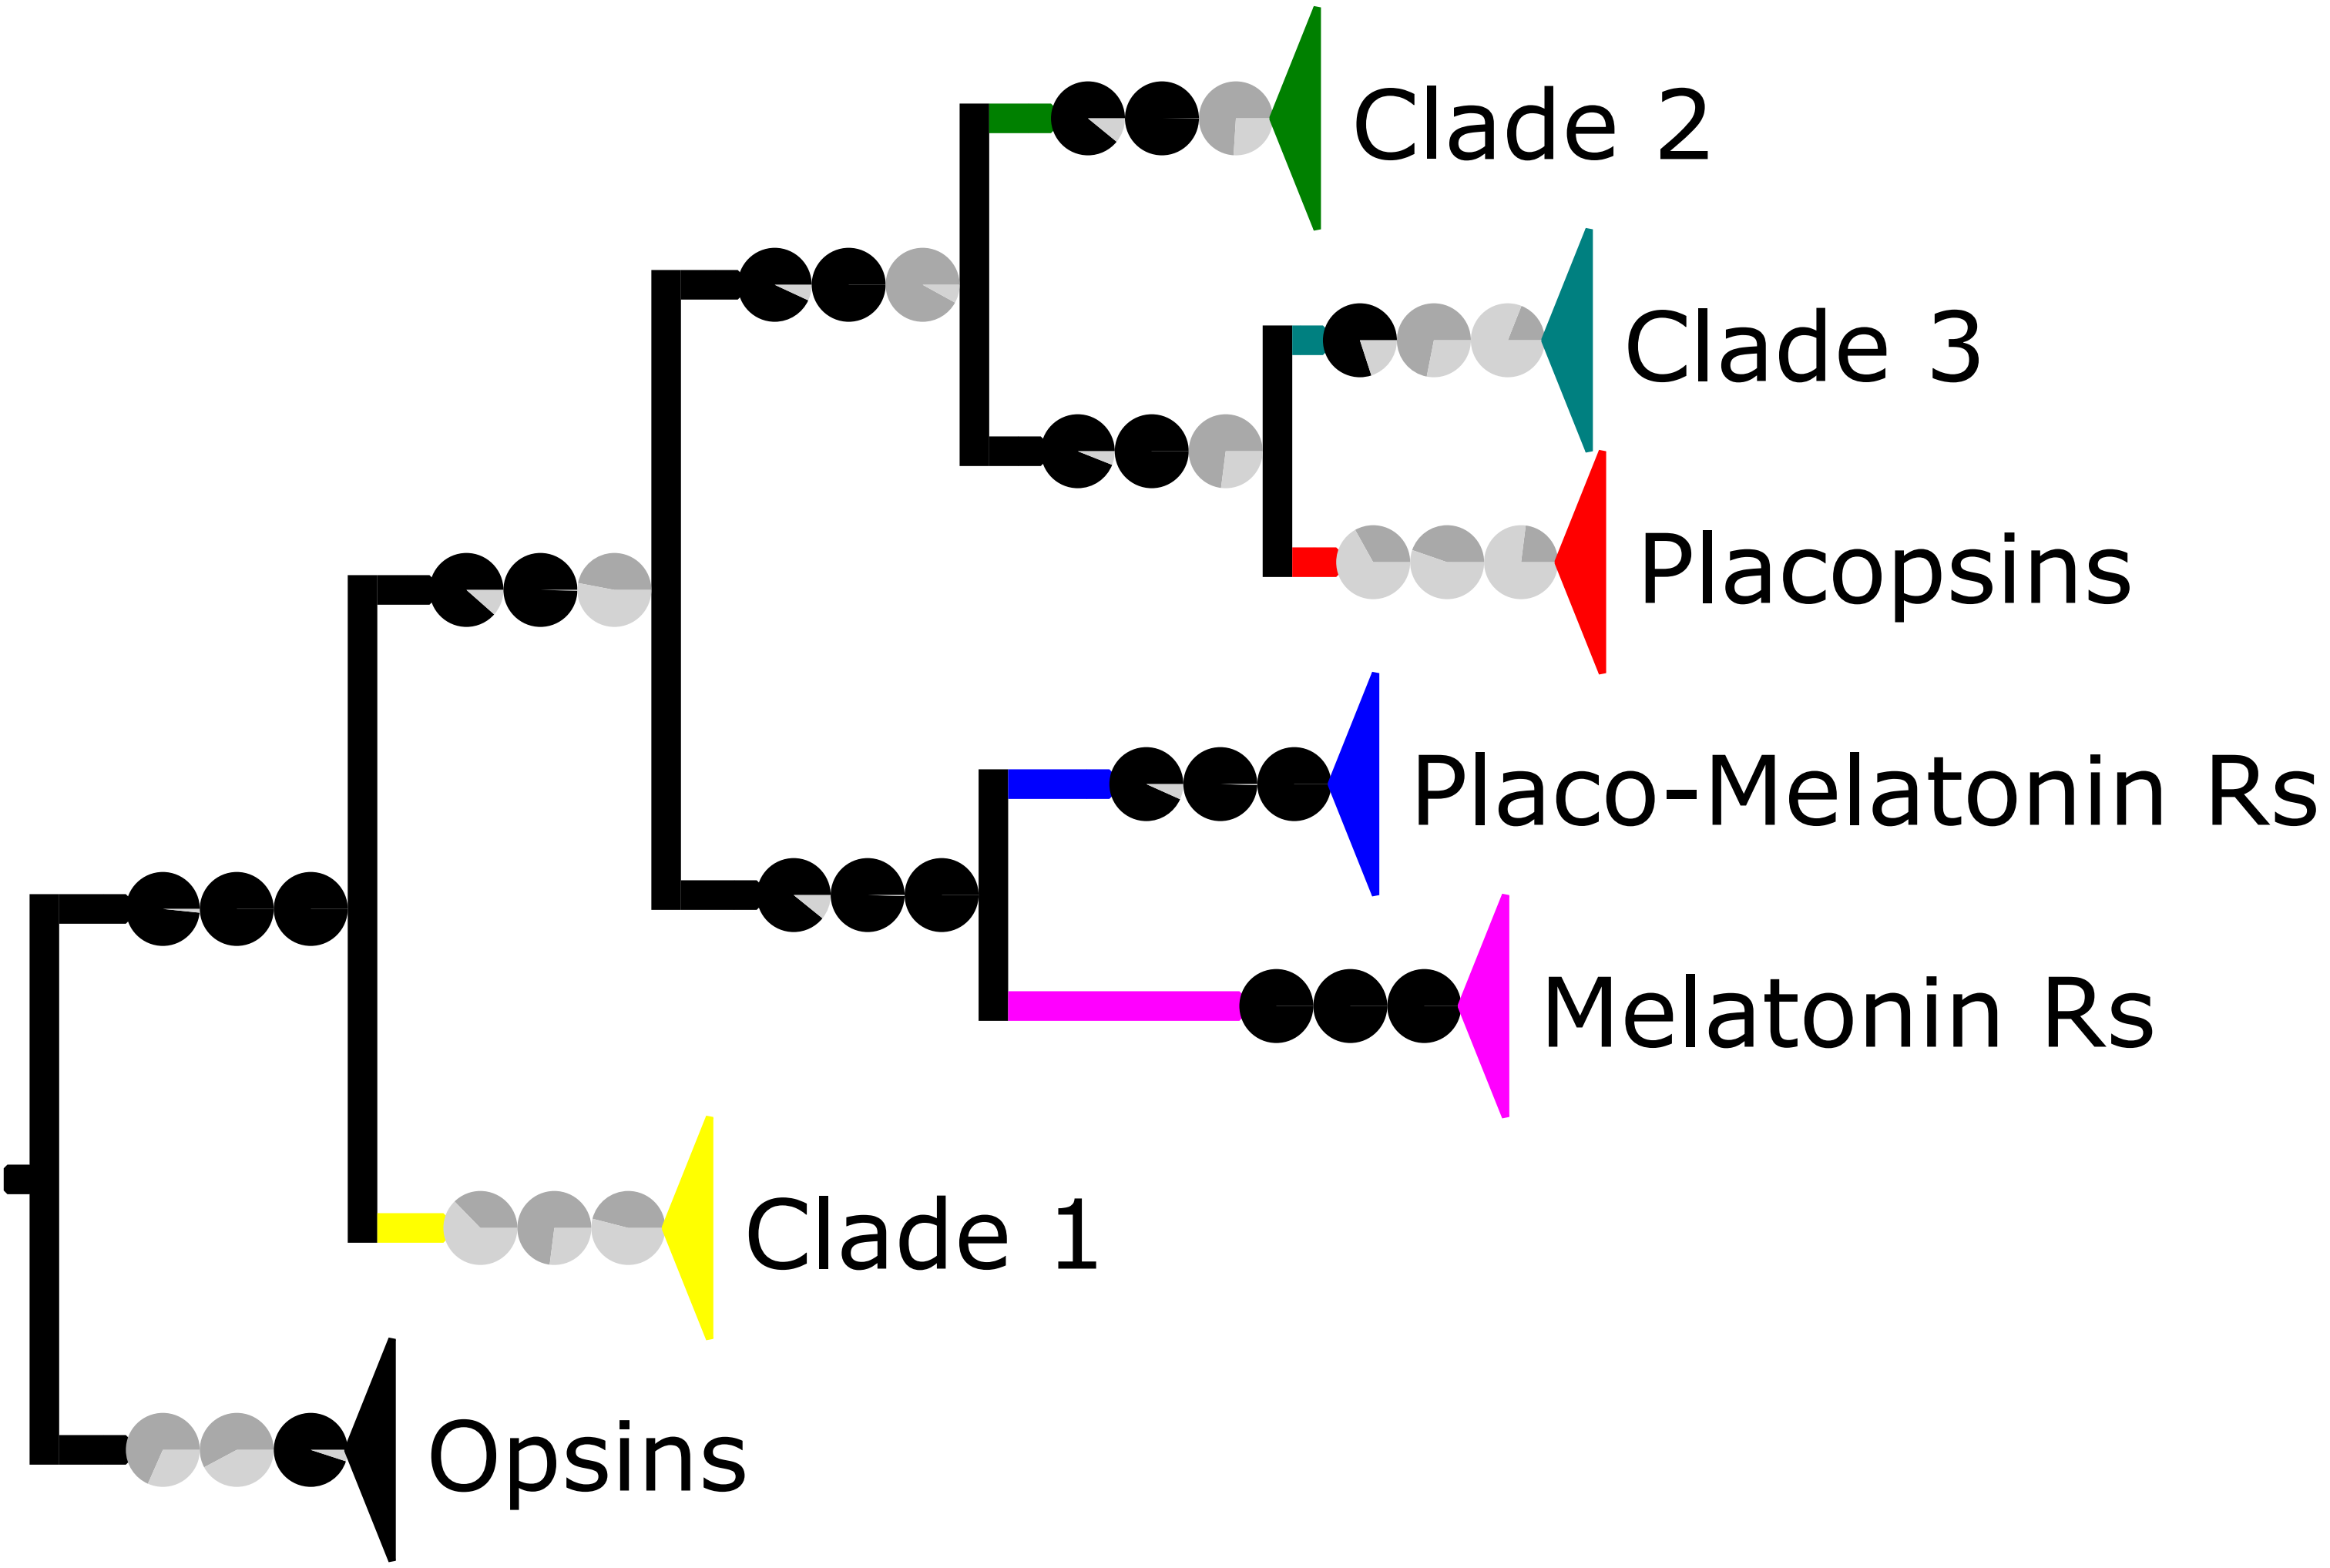 Clade 2
Clade 3
Placopsins
Placo-Melatonin Rs
Melatonin Rs
Clade 1
Opsins